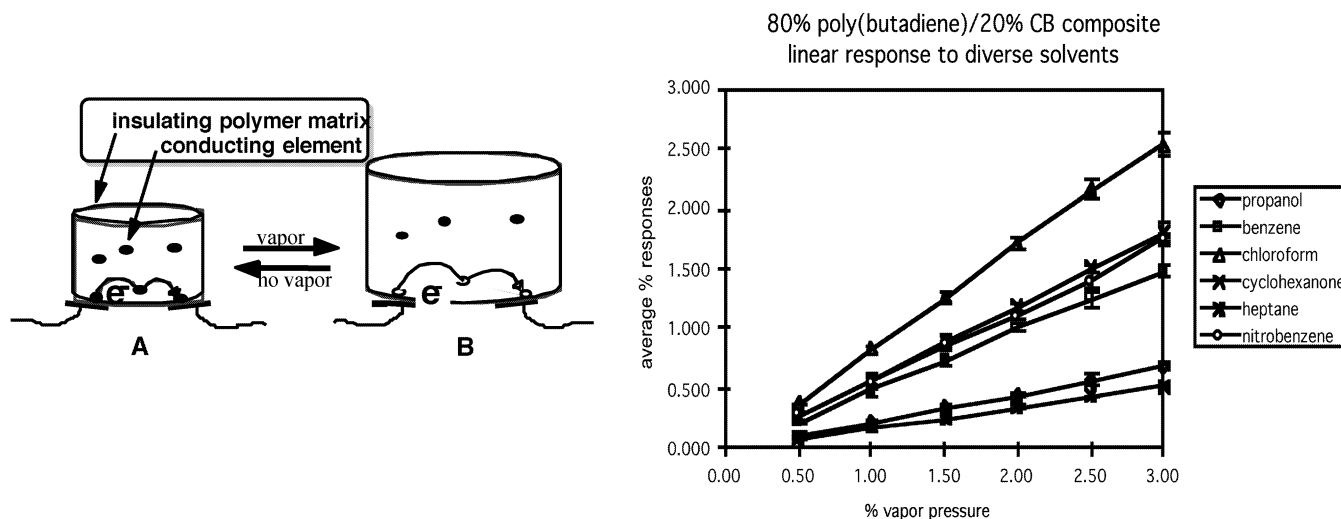 insulating polymer matrix
conducting element
vapor
no vapor
e-
e-
A
B
80% poly(butadiene)/20% CB composite
linear response to diverse solvents
average % responses
3.000
2.500
2.000
1.500
1.000
0.500
0.000
0.00 0.50 1.00 1.50 2.00 2.50 3.00
% vapor pressure
propanol
benzene
chloroform
cyclohexanone
heptane
nitrobenzene